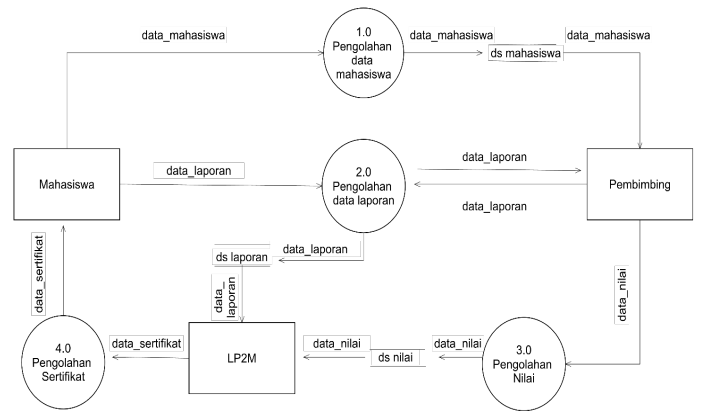 data_mahasiswa
1.0
Pengolahan
data
mahasiswa
data_mahasiswa
ds mahasiswa
data_mahasiswa
Mahasiswa
data_laporan
2.0
Pengolahan
data laporan
data_laporan
data_laporan
Pembimbing
data_sertifikat
ds laporan
data_laporan
data_
laporan
data_nilai
4.0
Pengolahan
Sertifikat
data_sertifikat
LP2M
data_nilai
ds nilai
data_nilai
3.0
Pengolahan
Nilai